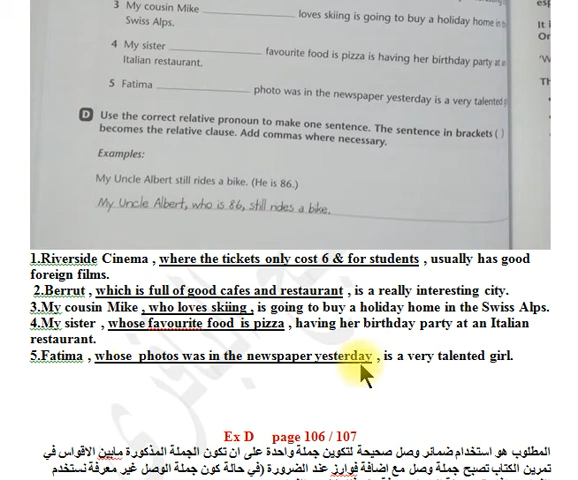 3 My cousin Mike ____________ loves skiing is going to buy a holiday home in
Swiss Alps.
4 My sister ____________ favourite food is pizza is having her birthday party at
Italian restaurant.
5 Fatima ____________ photo was in the newspaper yesterday is a very talented
D Use the correct relative pronoun to make one sentence. The sentence in brackets ( )
becomes the relative clause. Add commas where necessary.
Examples:
My Uncle Albert still rides a bike. (He is 86.)
My Uncle Albert, who is 86, still rides a bike.
It
Or
1.Riverside Cinema , where the tickets only cost 6 & for students , usually has good
foreign films.
2.Berrut , which is full of good cafes and restaurant , is a really interesting city.
3.My cousin Mike , who loves skiing , is going to buy a holiday home in the Swiss Alps.
4.My sister , whose favourite food is pizza , having her birthday party at an Italian
restaurant.
5.Fatima , whose photos was in the newspaper yesterday , is a very talented girl.
Ex D page 106 / 107
المطلوب هو استخدام ضمائر وصل صحيحة لتكوين جملة واحدة على ان تكون الجملة المذكورة مابين الاقواس في
تمرين الكتاب تصبح جملة وصل مع اضافة فوارز عند الضرورة (في حالة كون جملة الوصل غير معرفة نستخدم